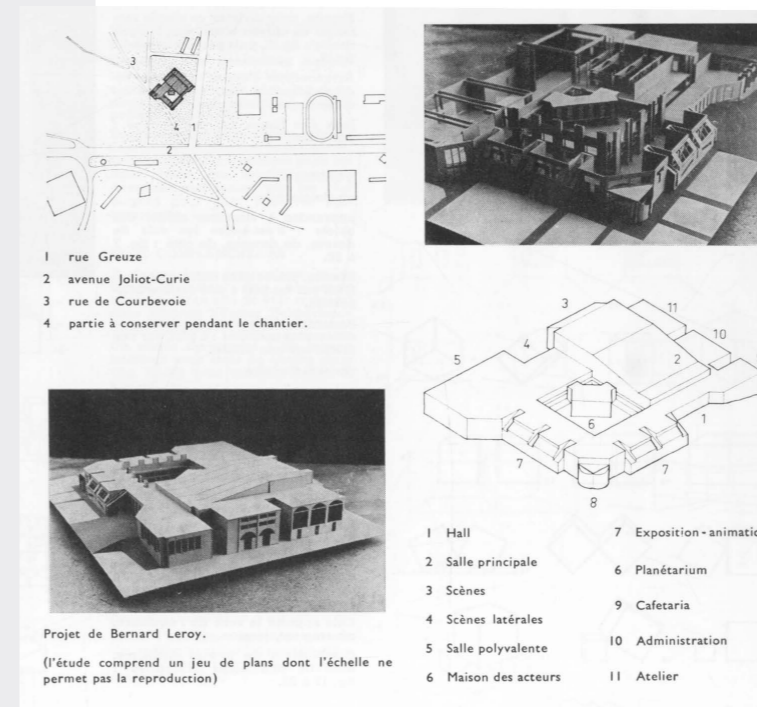 3
4 1
2
1 rue Greuze
2 avenue Joliot-Curie
3 rue de Courbevoie
4 partie à conserver pendant le chantier.
Projet de Bernard Leroy.
(l'étude comprend un jeu de plans dont l'échelle ne
permet pas la reproduction)
3
11
10
4
2
5
6
1
7
7
8
1 Hall
2 Salle principale
3 Scènes
4 Scènes latérales
5 Salle polyvalente
6 Maison des acteurs
7 Exposition - animatio
6 Planétarium
9 Cafetaria
10 Administration
11 Atelier